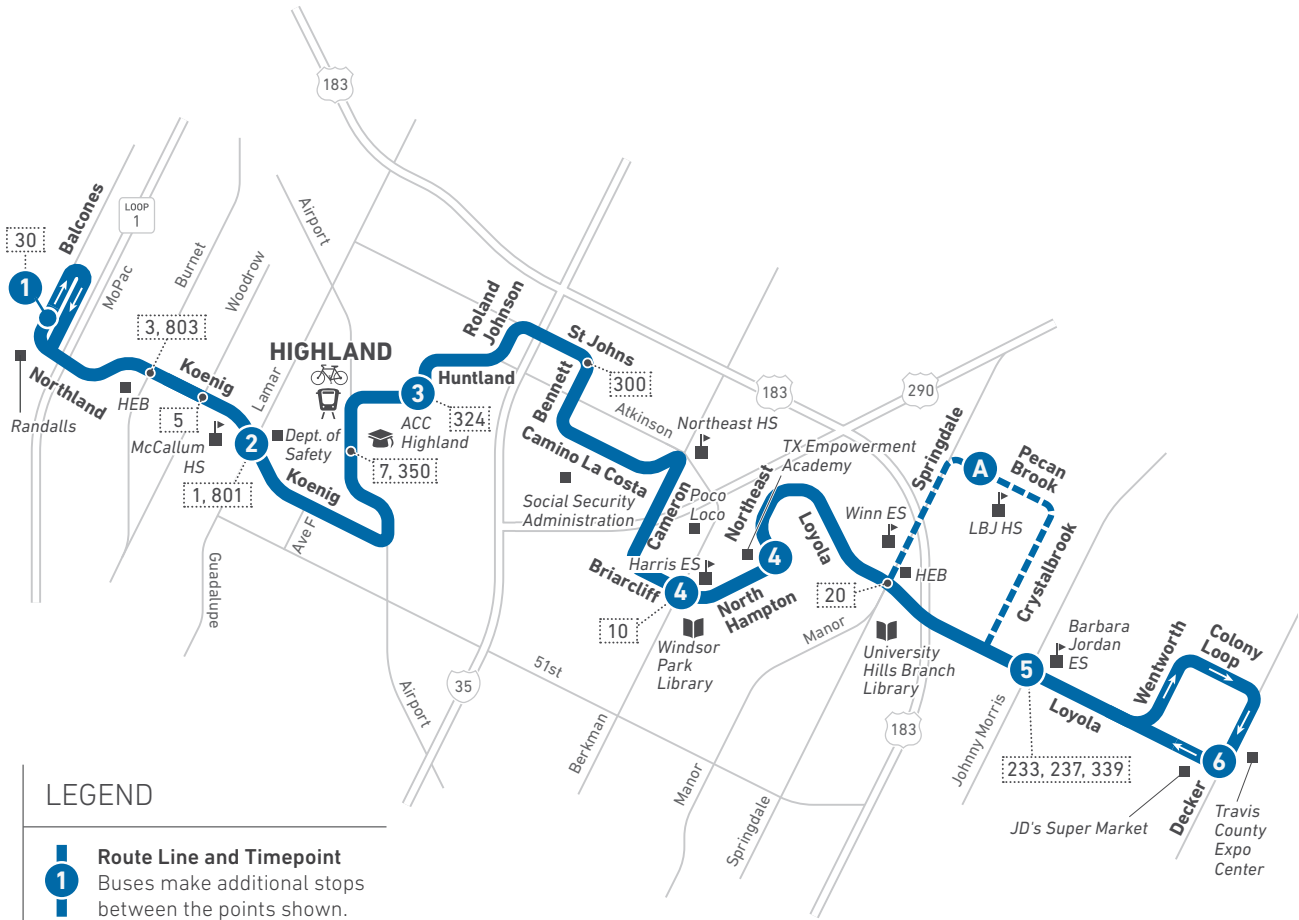 183
Balcones
LOOP
1
30
1
MoPac
Burnet
Woodrow
Airport
3, 803
Northland
Randalls
HEB
Koenig
5
McCallum
HS
Lamar
2
1, 801
Dept. of
Safety
Koenig
HIGHLAND
3
324
ACC
Highland
7, 350
Ave F
Guadalupe
Huntland
Roland
Johnson
St Johns
300
Bennett
Atkinson
Camino La Costa
Social Security
Administration
Northeast HS
183
290
Cameron
Poco
Loco
Northeast
TX Empowerment
Academy
Harris ES
Briarcliff
4
10
North
Hampton
4
Windsor
Park
Library
Loyola
Winn ES
Springdale
A
Pecan
Brook
LBJ HS
Crystalbrook
HEB
20
Manor
University
Hills Branch
Library
51st
Airport
35
Berkman
Manor
Springdale
183
Barbara
Jordan
ES
5
Loyola
Johnny Morris
233, 237, 339
Wentworth
Colony
Loop
6
Decker
JD's Super Market
Travis
County
Expo
Center
LEGEND
1
Route Line and Timepoint
Buses make additional stops
between the points shown.